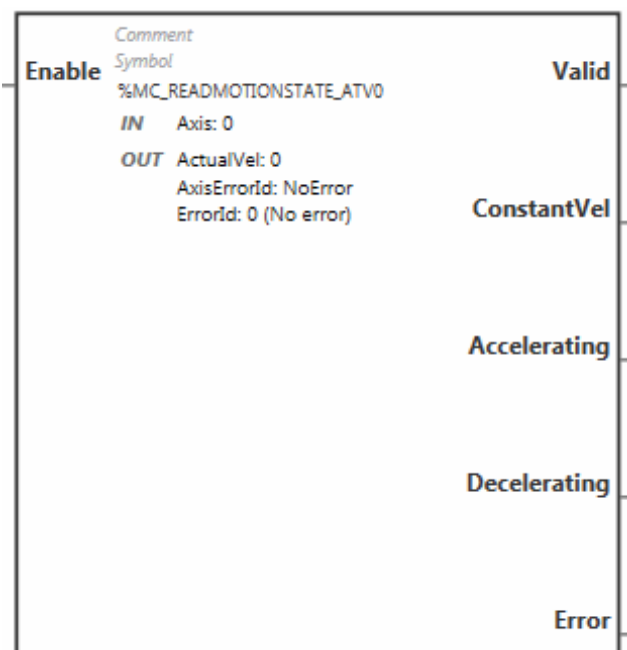 Comment
Enable Symbol Valid
%MC_READMOTIONSTATE_ATV0
IN Axis: 0
OUT ActualVel: 0
AxisErrorId: NoError
ErrorId: 0 (No error)
ConstantVel
Accelerating
Decelerating
Error